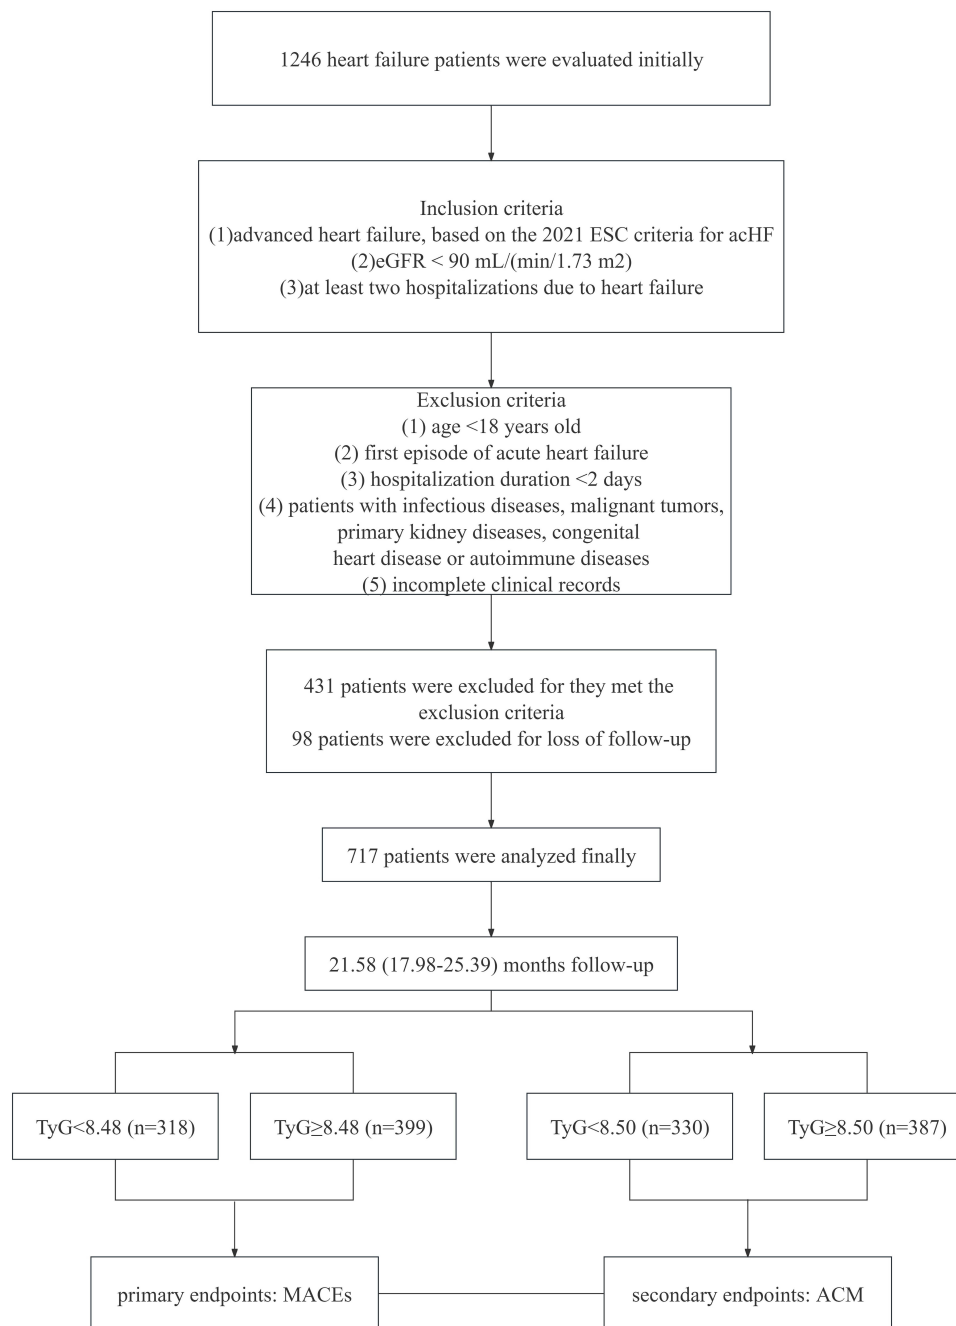 1246 heart failure patients were evaluated initially
Inclusion criteria
(1)advanced heart failure, based on the 2021 ESC criteria for acHF
(2)eGFR < 90 mL/(min/1.73 m2)
(3)at least two hospitalizations due to heart failure
Exclusion criteria
(1) age <18 years old
(2) first episode of acute heart failure
(3) hospitalization duration <2 days
(4) patients with infectious diseases, malignant tumors,
primary kidney diseases, congenital
heart disease or autoimmune diseases
(5) incomplete clinical records
431 patients were excluded for they met the
exclusion criteria
98 patients were excluded for loss of follow-up
717 patients were analyzed finally
21.58 (17.98-25.39) months follow-up
TyG<8.48 (n=318)
TyG≥8.48 (n=399)
TyG<8.50 (n=330)
TyG≥8.50 (n=387)
primary endpoints: MACEs
secondary endpoints: ACM